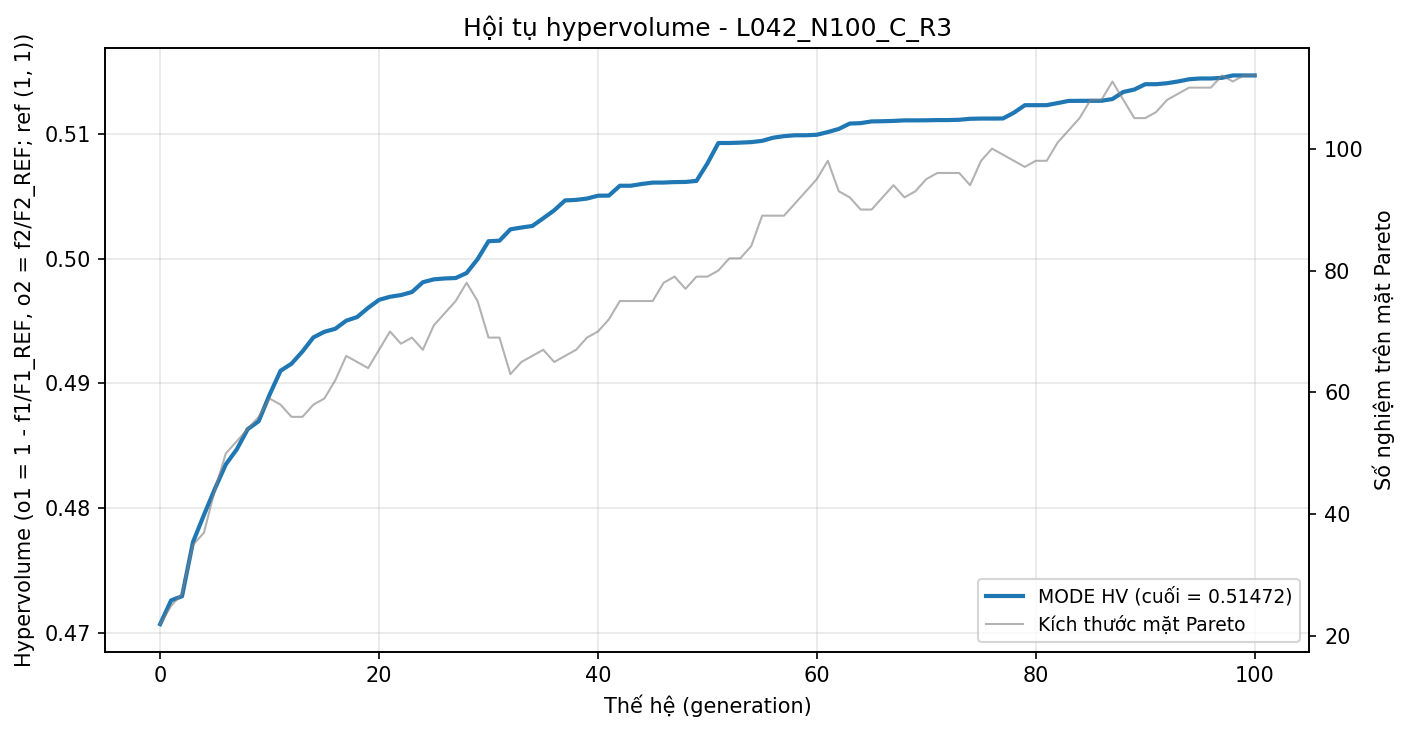 Hội tụ hypervolume - L042_N100_C_R3
Hypervolume (o1 = 1 - f1/F1_REF, o2 = f2/F2_REF; ref (1, 1))
0.51
0.50
0.49
0.48
0.47
100
80
60
40
20
Số nghiệm trên mặt Pareto
MODE HV (cuối = 0.51472)
Kích thước mặt Pareto
0 20 40 60 80 100
Thế hệ (generation)